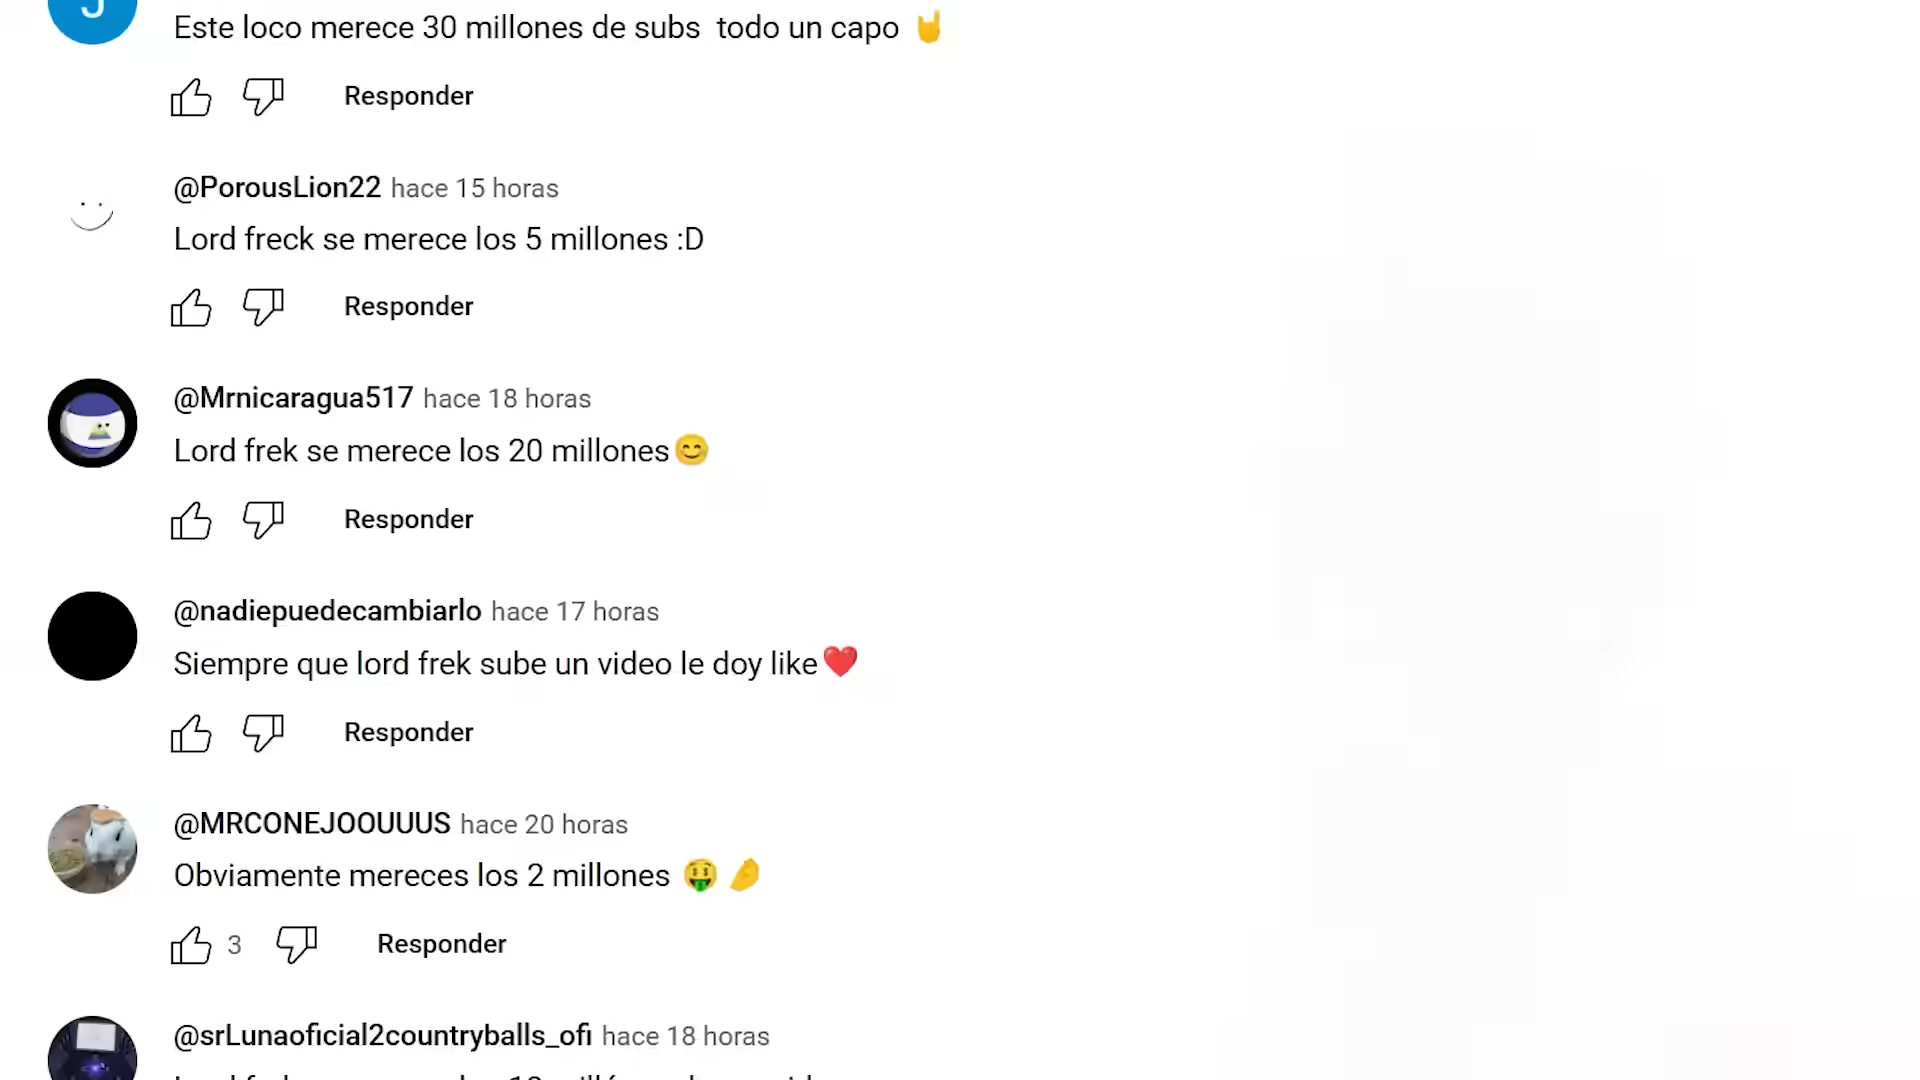 Este loco merece 30 millones de subs  todo un capo 🤘
Responder
@PorousLion22 hace 15 horas
Lord freck se merece los 5 millones :D
Responder
@Mrnicaragua517 hace 18 horas
Lord frek se merece los 20 millones😊
Responder
@nadiepuedecambiarlo hace 17 horas
Siempre que lord frek sube un video le doy like❤️
Responder
@MRCONEJOOUUUS hace 20 horas
Obviamente mereces los 2 millones 🤑 🤌
3 Responder
@srLunaoficial2countryballs_ofi hace 18 horas